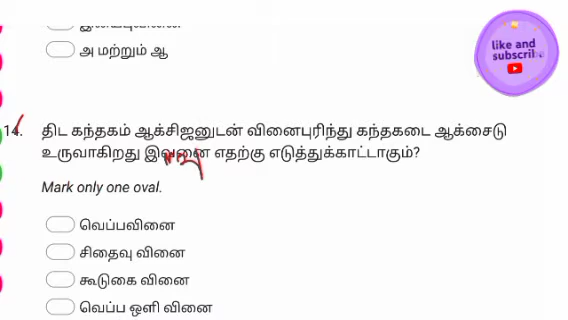 அ மற்றும் ஆ
like and
subscribe
14. திட கந்தகம் ஆக்சிஜனுடன் வினைபுரிந்து கந்தகடை ஆக்சைடு
உருவாகிறது எதற்கு எடுத்துக்காட்டாகும்?
Mark only one oval.
வெப்பவினை
சிதைவு வினை
கூடுகை வினை
வெப்ப ஒளி வினை